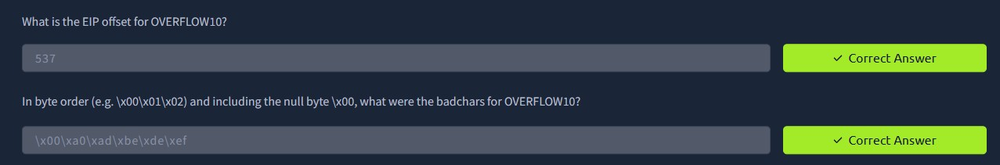 What is the EIP offset for OVERFLOW10?
537
✓ Correct Answer
In byte order (e.g. \x00\x01\x02) and including the null byte \x00, what were the badchars for OVERFLOW10?
\x00\xa0\xad\xbe\xde\xef
✓ Correct Answer